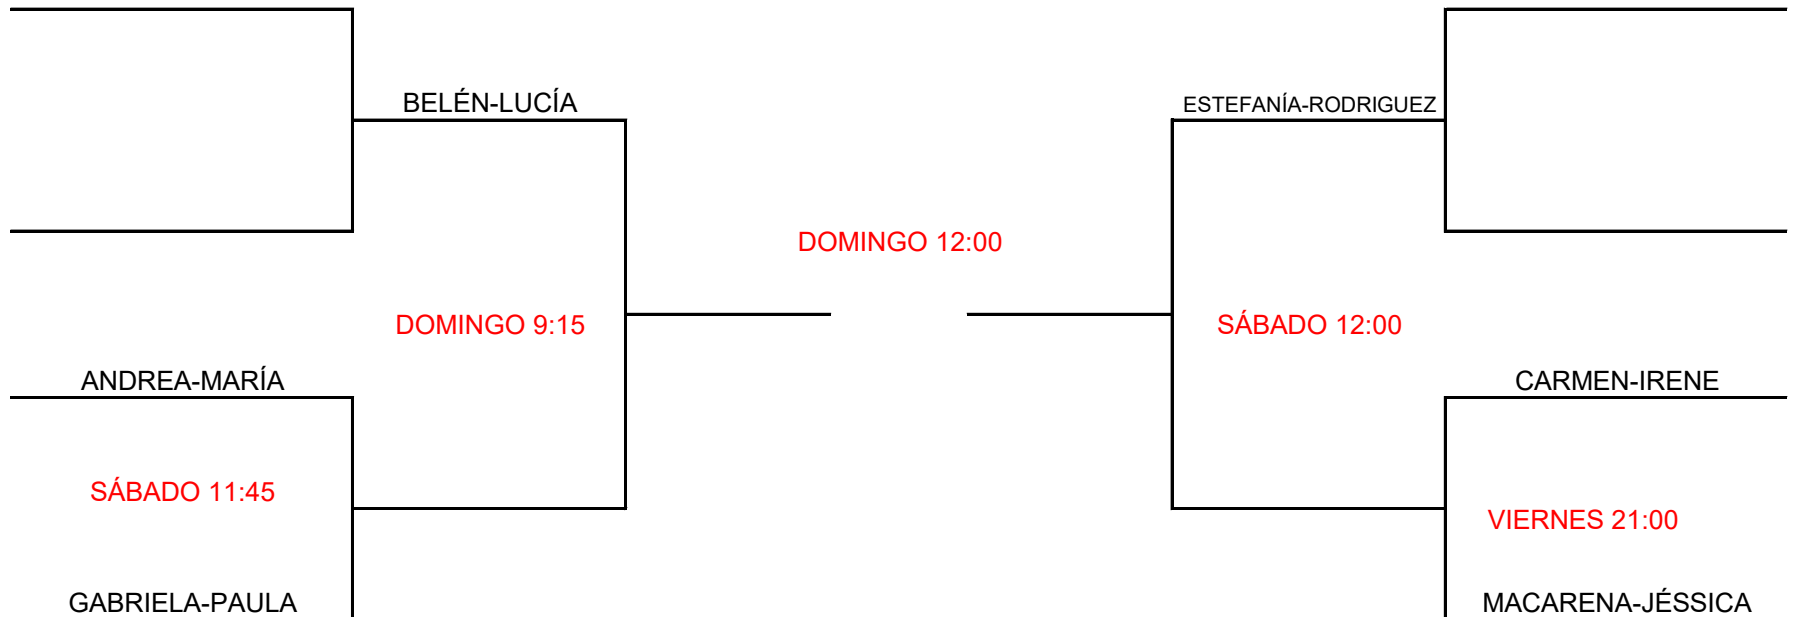 BELÉN-LUCÍA
ESTEFANÍA-RODRIGUEZ
DOMINGO 12:00
DOMINGO 9:15
SÁBADO 12:00
ANDREA-MARÍA
CARMEN-IRENE
SÁBADO 11:45
VIERNES 21:00
GABRIELA-PAULA
MACARENA-JÉSSICA